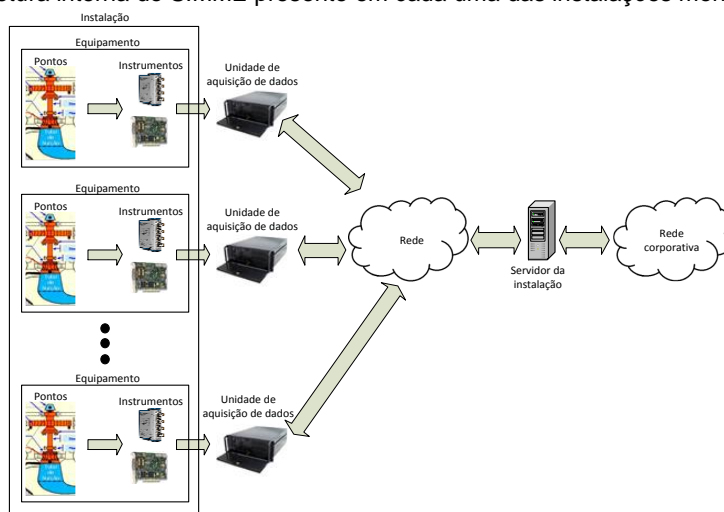 Instalação
Equipamento
Pontos
Instrumentos
Unidade de
aquisição de dados
Equipamento
Pontos
Instrumentos
Unidade de
aquisição de dados
Rede
Servidor da
instalação
Rede
corporativa
Equipamento
Pontos
Instrumentos
Unidade de
aquisição de dados